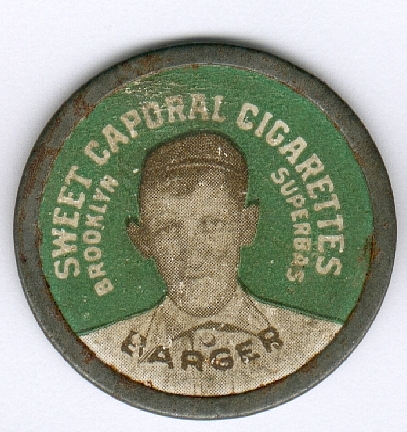 SWEET CAPORAL CIGARETTES
BROOKLYN
SUPERBAS
BARGER